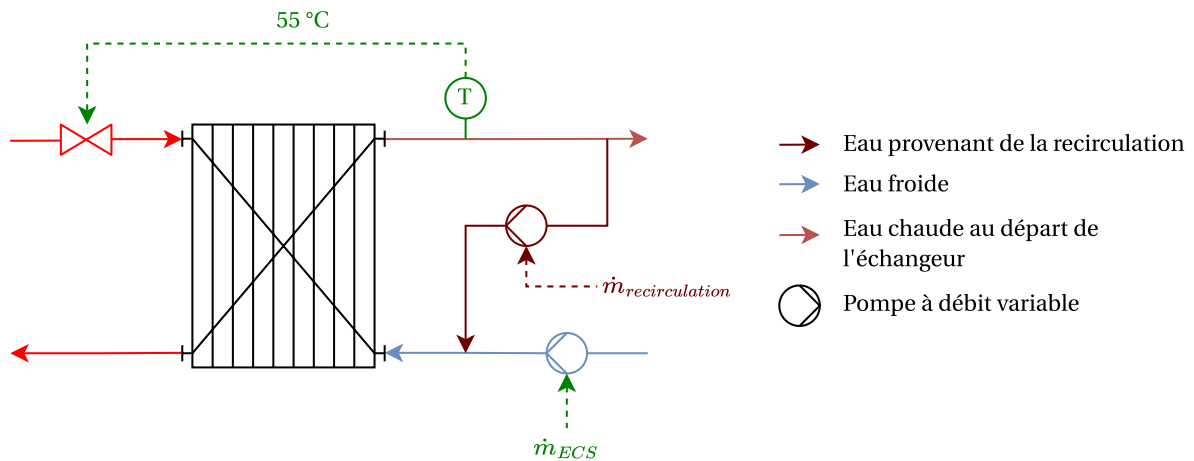 55 °C
T
Eau provenant de la recirculation
Eau froide
Eau chaude au départ de
l'échangeur
ṁ_recirculation
Pompe à débit variable
ṁ_ECS